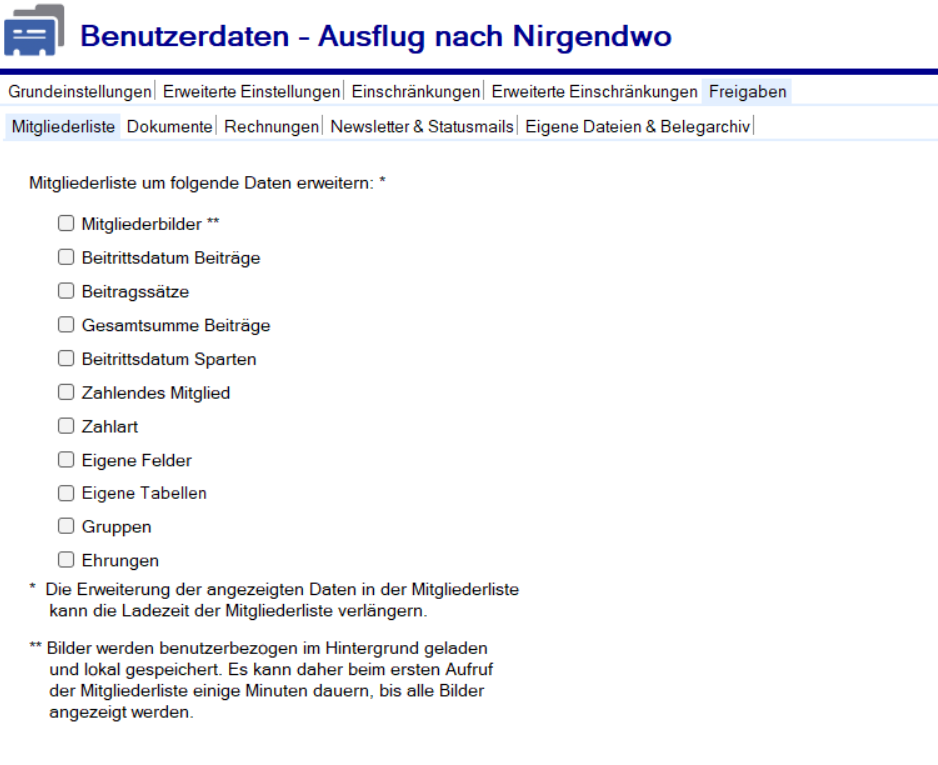 Benutzerdaten - Ausflug nach Nirgendwo
Grundeinstellungen Erweiterte Einstellungen Einschränkungen Erweiterte Einschränkungen Freigaben
Mitgliederliste Dokumente Rechnungen Newsletter & Statusmails Eigene Dateien & Belegarchiv
Mitgliederliste um folgende Daten erweitern: *
Mitgliederbilder **
Beitrittsdatum Beiträge
Beitragssätze
Gesamtsumme Beiträge
Beitrittsdatum Sparten
Zahlendes Mitglied
Zahlart
Eigene Felder
Eigene Tabellen
Gruppen
Ehrungen
* Die Erweiterung der angezeigten Daten in der Mitgliederliste
kann die Ladezeit der Mitgliederliste verlängern.
** Bilder werden benutzerbezogen im Hintergrund geladen
und lokal gespeichert. Es kann daher beim ersten Aufruf
der Mitgliederliste einige Minuten dauern, bis alle Bilder
angezeigt werden.